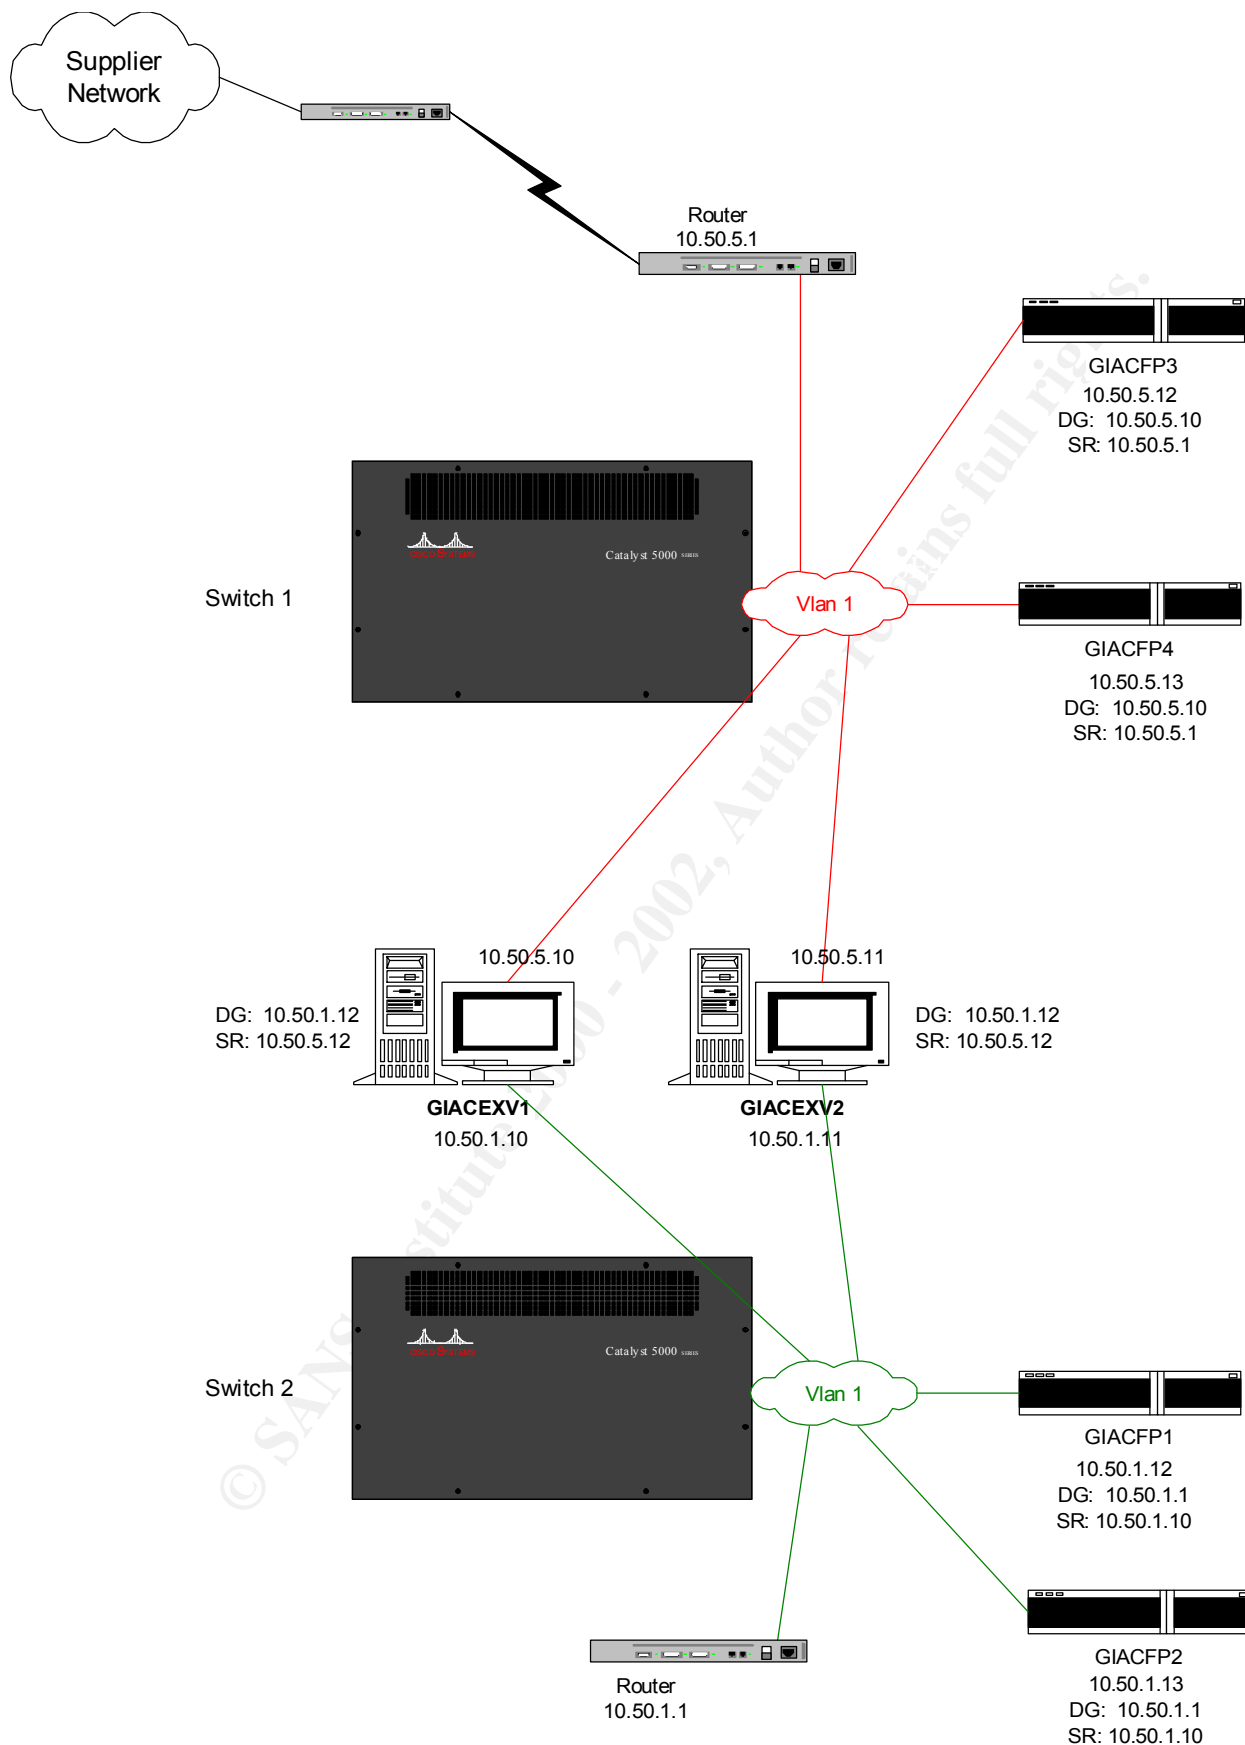 Supplier
Network
Router
10.50.5.1
GIACFP3
10.50.5.12
DG: 10.50.5.10
SR: 10.50.5.1
CISCO SYSTEMS
Catalyst 5000 SERIES
Switch 1
Vlan 1
GIACFP4
10.50.5.13
DG: 10.50.5.10
SR: 10.50.5.1
10.50.5.10
10.50.5.11
DG: 10.50.1.12
SR: 10.50.5.12
DG: 10.50.1.12
SR: 10.50.5.12
GIACEXV1
10.50.1.10
GIACEXV2
10.50.1.11
CISCO SYSTEMS
Catalyst 5000 SERIES
Switch 2
Vlan 1
GIACFP1
10.50.1.12
DG: 10.50.1.1
SR: 10.50.1.10
Router
10.50.1.1
GIACFP2
10.50.1.13
DG: 10.50.1.1
SR: 10.50.1.10
© SANS Institute 2000 - 2002, Author retains full rights.